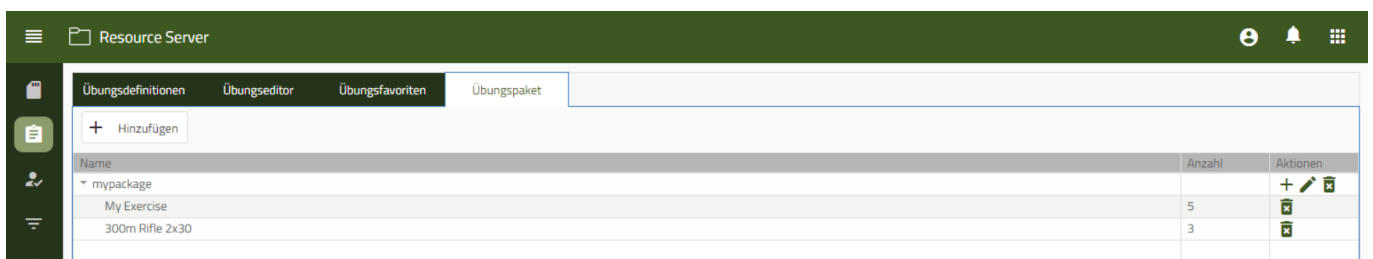 Resource Server
Übungsdefinitionen Übungseditor Übungsfavoriten Übungspaket
+ Hinzufügen
Name Anzahl Aktionen
mypackage
My Exercise 5
300m Rifle 2x30 3